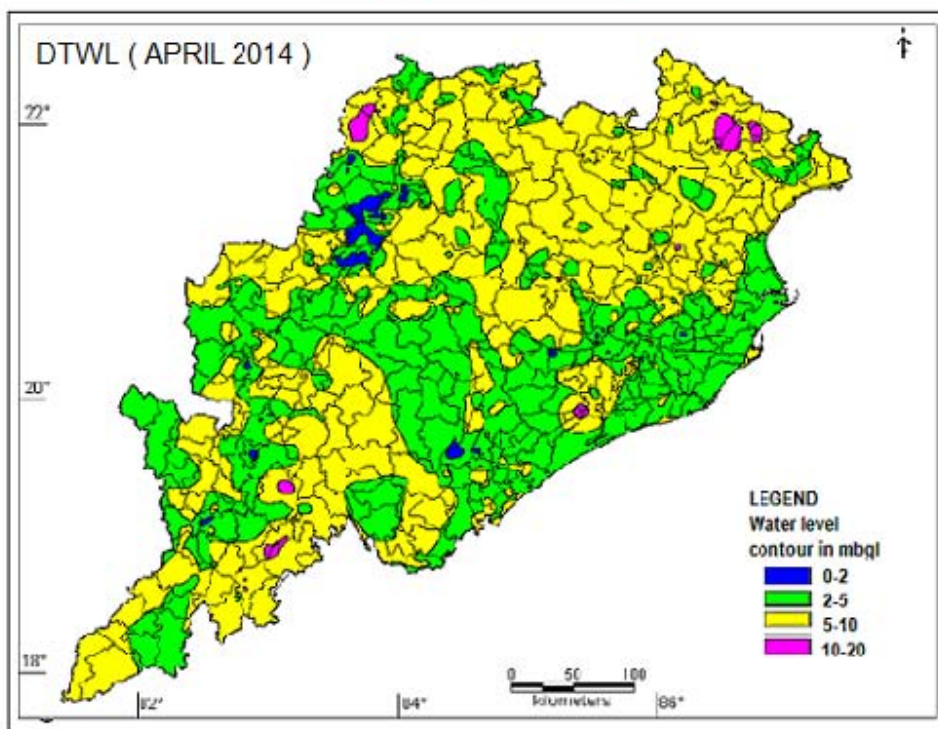 DTWL ( APRIL 2014 )
22°
20°
18°
82°
84°
86°
0 50 100
kilometers
LEGEND
Water level
contour in mbgl
0-2
2-5
5-10
10-20